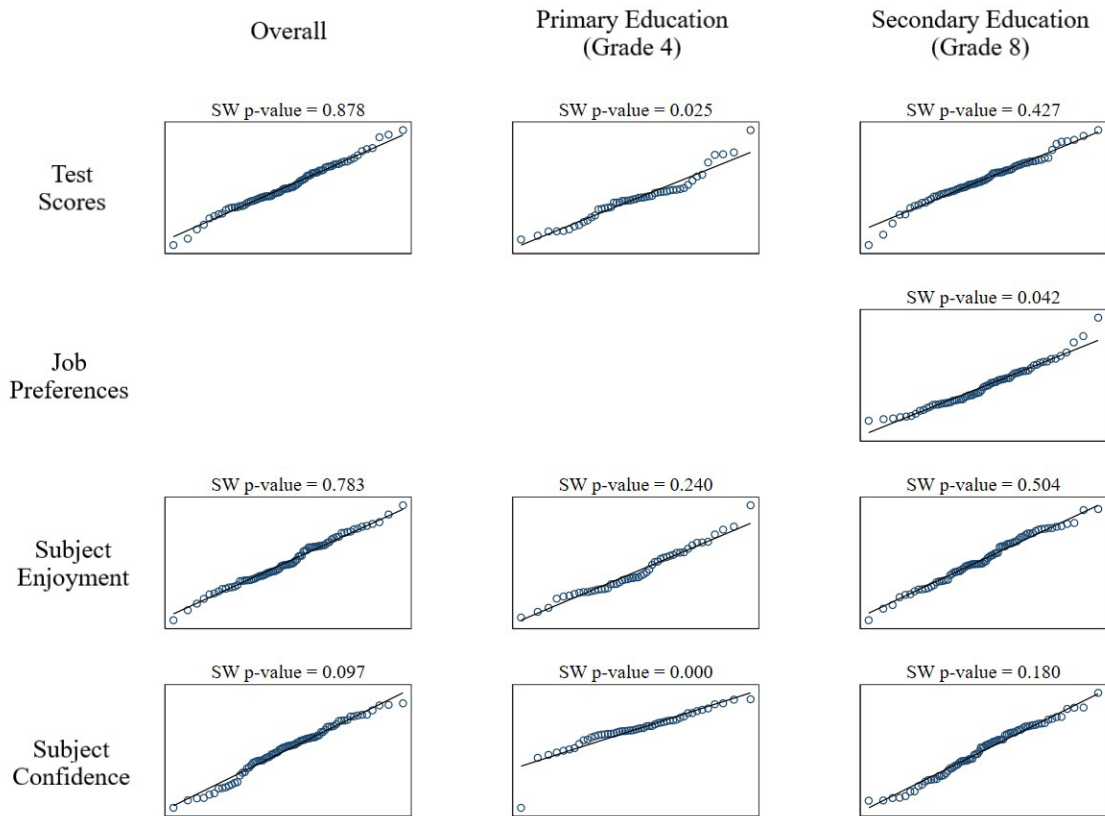 Overall
Primary Education
(Grade 4)
Secondary Education
(Grade 8)
Test
Scores
SW p-value = 0.878
SW p-value = 0.025
SW p-value = 0.427
Job
Preferences
SW p-value = 0.042
Subject
Enjoyment
SW p-value = 0.783
SW p-value = 0.240
SW p-value = 0.504
Subject
Confidence
SW p-value = 0.097
SW p-value = 0.000
SW p-value = 0.180